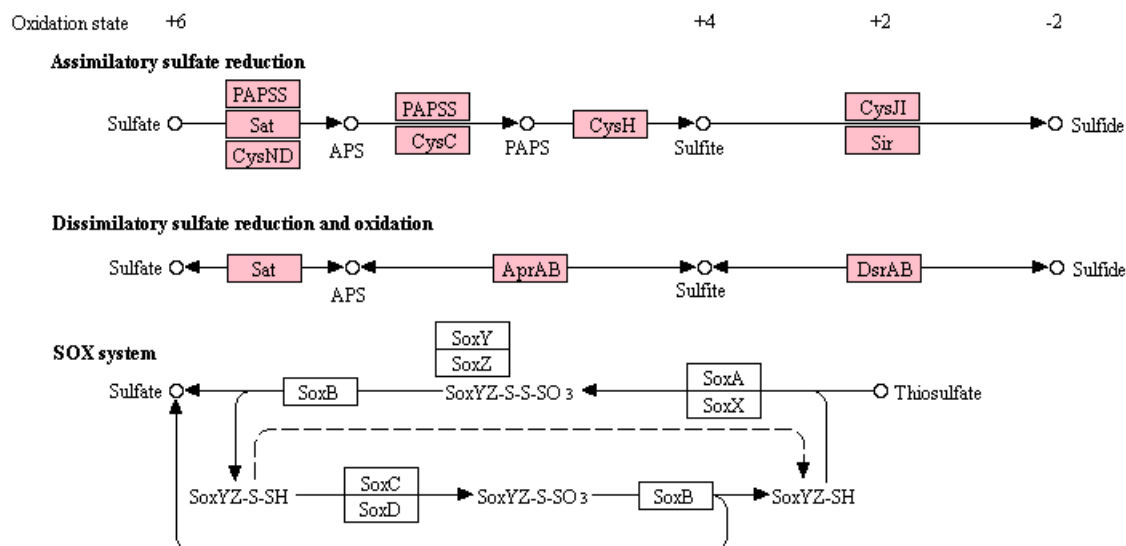 Oxidation state +6 +4 +2 -2
Assimilatory sulfate reduction
PAPSS
PAPSS CysJI
Sulfate Sat CysH Sulfide
CysND APS CysC PAPS Sulfite Sir
Dissimilatory sulfate reduction and oxidation
Sulfate Sat AprAB DsrAB Sulfide
APS Sulfite
SoxY
SOX system SoxZ
SoxA
Sulfate SoxB SoxYZ-S-S-SO3 Thiosulfate
SoxX
SoxC
SoxYZ-S-SH SoxYZ-S-SO3 SoxB SoxYZ-SH
SoxD